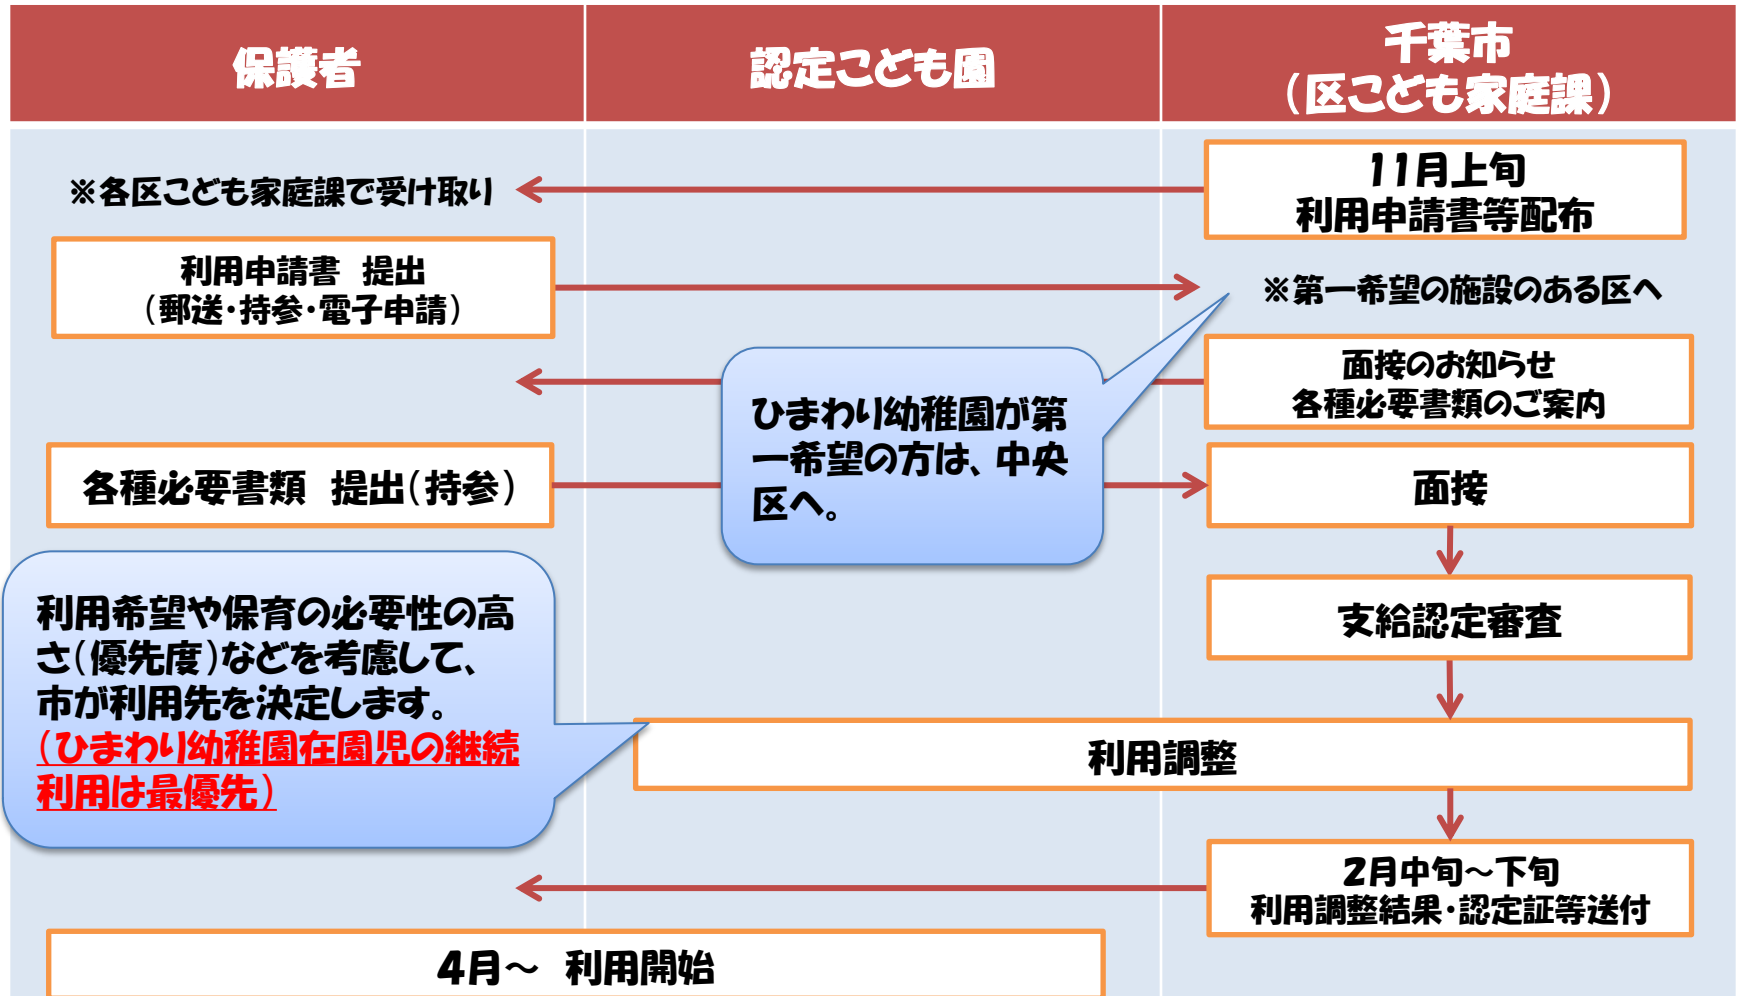 保護者
認定こども園
千葉市
（区こども家庭課）
11月上旬
利用申請書等配布
※各区こども家庭課で受け取り
利用申請書　提出
（郵送・持参・電子申請）
※第一希望の施設のある区へ
面接のお知らせ
各種必要書類のご案内
ひまわり幼稚園が第
一希望の方は、中央
区へ。
各種必要書類　提出（持参）
面接
支給認定審査
利用希望や保育の必要性の高
さ（優先度）などを考慮して、
市が利用先を決定します。
（ひまわり幼稚園在園児の継続
利用は最優先）
利用調整
2月中旬～下旬
利用調整結果・認定証等送付
4月～　利用開始